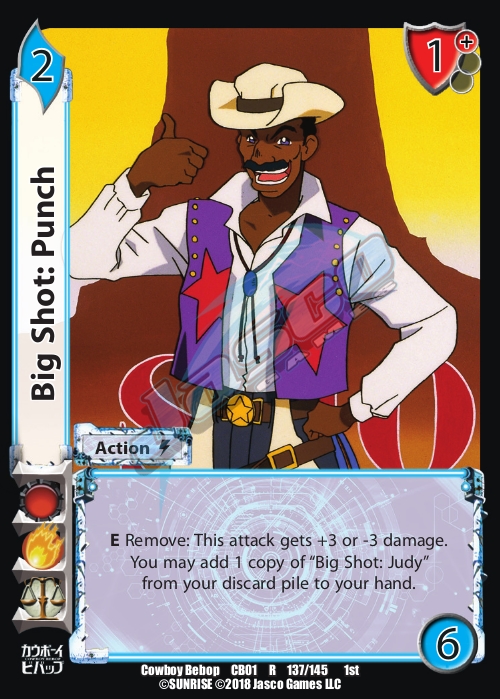 2
1 +
Big Shot: Punch
Action
E Remove: This attack gets +3 or -3 damage.
You may add 1 copy of “Big Shot: Judy”
from your discard pile to your hand.
6
カウボーイ
ビバップ
Cowboy Bebop CB01 R 137/145 1st
©SUNRISE ©2018 Jasco Games LLC
JASCO
GAMES